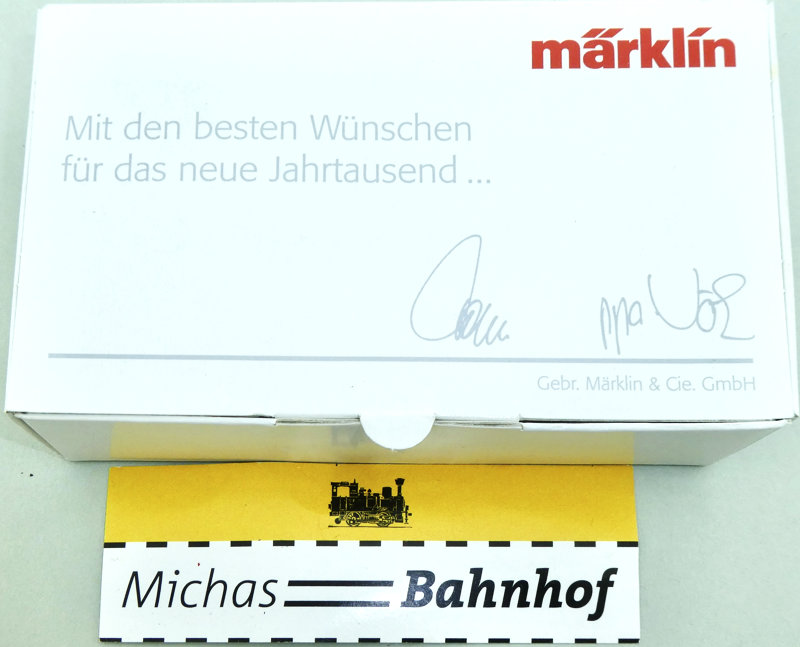 märklin
Mit den besten Wünschen
für das neue Jahrtausend ...
Gebr. Märklin & Cie. GmbH
Michas Bahnhof